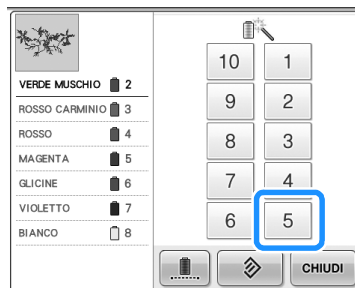 VERDE MUSCHIO 2
ROSSO CARMINIO 3
ROSSO 4
MAGENTA 5
GLICINE 6
VIOLETTO 7
BIANCO 8
10 1
9 2
8 3
7 4
6 5
CHIUDI